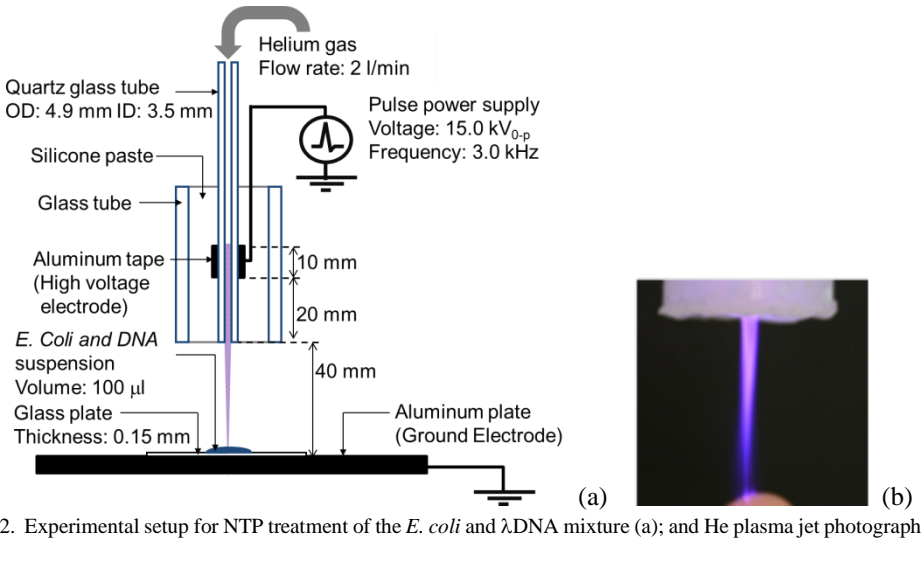 Helium gas
Flow rate: 2 l/min
Quartz glass tube
OD: 4.9 mm ID: 3.5 mm
Pulse power supply
Voltage: 15.0 kV0-p
Frequency: 3.0 kHz
Silicone paste
Glass tube
Aluminum tape
(High voltage
electrode)
10 mm
20 mm
E. Coli and DNA
suspension
Volume: 100 μl
40 mm
Glass plate
Thickness: 0.15 mm
Aluminum plate
(Ground Electrode)
(a)
(b)
2. Experimental setup for NTP treatment of the E. coli and λDNA mixture (a); and He plasma jet photograph